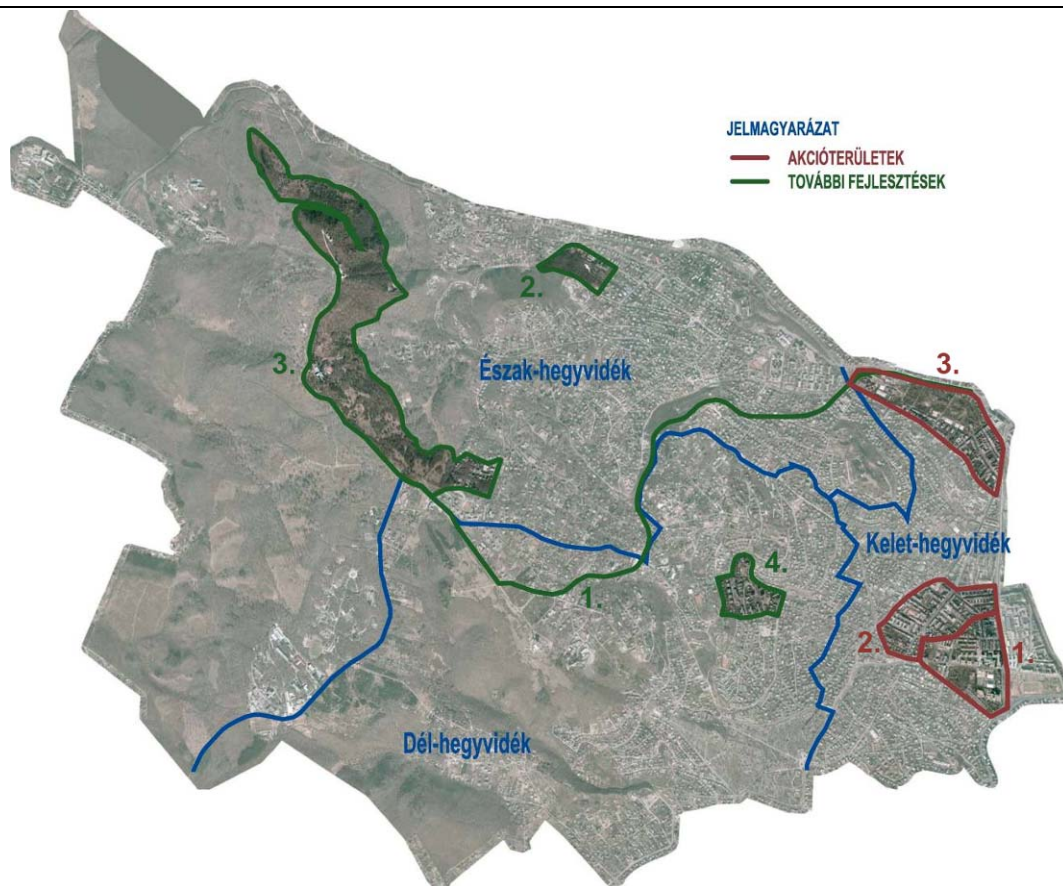 JELMAGYARÁZAT
AKCIÓTERÜLETEK
TOVÁBBI FEJLESZTÉSEK
2.
3.
Észak-hegyvidék
3.
Kelet-hegyvidék
4.
1.
2.
1.
Dél-hegyvidék